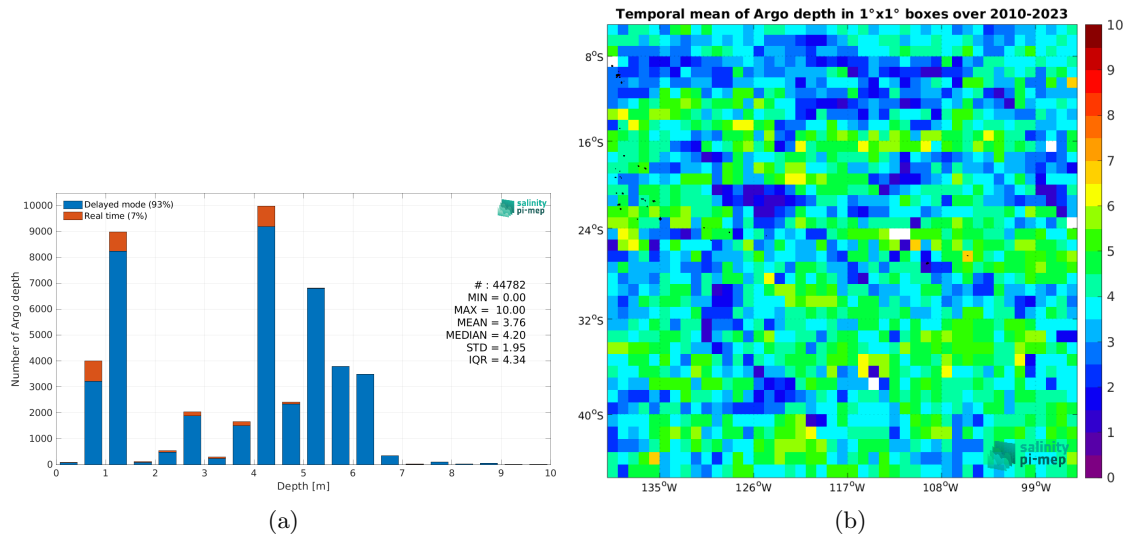 Delayed mode (93%)
Real time (7%)
salinity
pi-mep
10000
9000
8000
7000
6000
5000
4000
3000
2000
1000
0
Number of Argo depth
# : 44782
MIN = 0.00
MAX = 10.00
MEAN = 3.76
MEDIAN = 4.20
STD = 1.95
IQR = 4.34
0 1 2 3 4 5 6 7 8 9 10
Depth [m]
(a)
Temporal mean of Argo depth in 1°x1° boxes over 2010-2023
8°S
16°S
24°S
32°S
40°S
135°W 126°W 117°W 108°W 99°W
salinity
pi-mep
10
9
8
7
6
5
4
3
2
1
0
(b)